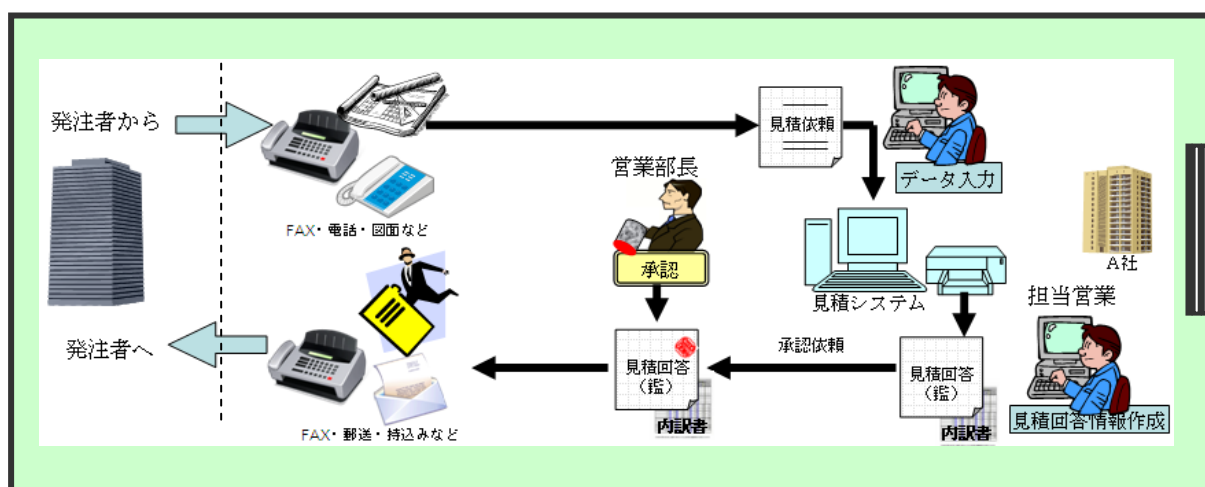 発注者から
FAX・電話・図面など
見積依頼
データ入力
営業部長
承認
見積システム
A社
担当営業
発注者へ
FAX・郵送・持込みなど
見積回答
(鑑)
内訳書
承認依頼
見積回答
(鑑)
内訳書
見積回答情報作成